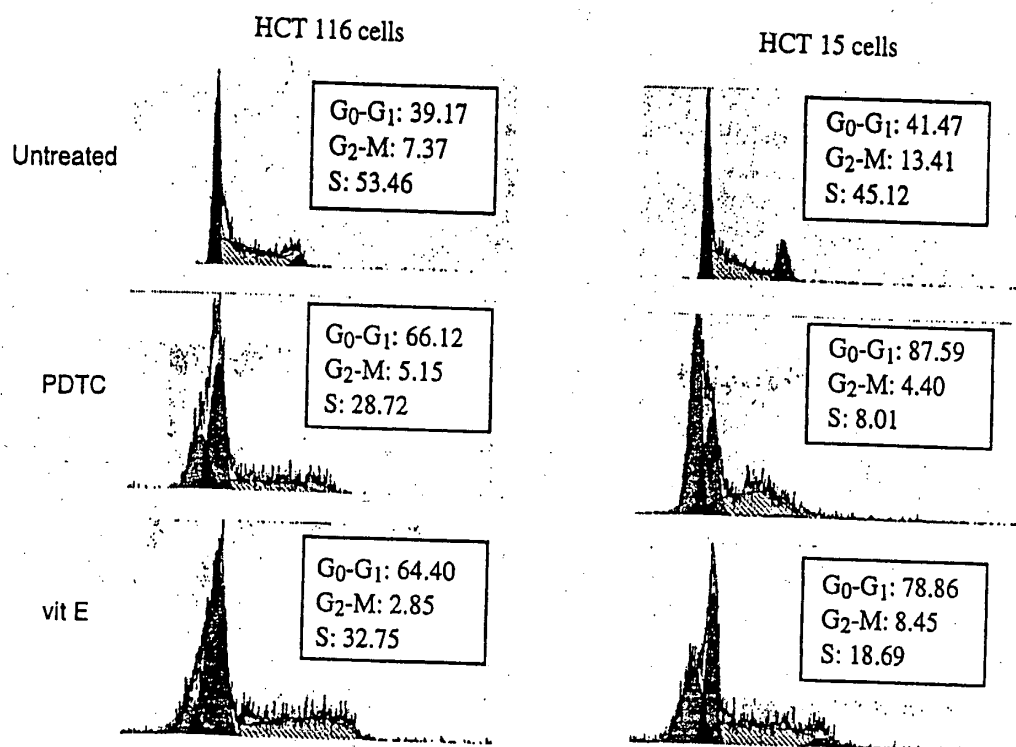 HCT 116 cells
HCT 15 cells
Untreated
G0-G1: 39.17
G2-M: 7.37
S: 53.46
G0-G1: 41.47
G2-M: 13.41
S: 45.12
PDTC
G0-G1: 66.12
G2-M: 5.15
S: 28.72
G0-G1: 87.59
G2-M: 4.40
S: 8.01
vit E
G0-G1: 64.40
G2-M: 2.85
S: 32.75
G0-G1: 78.86
G2-M: 8.45
S: 18.69